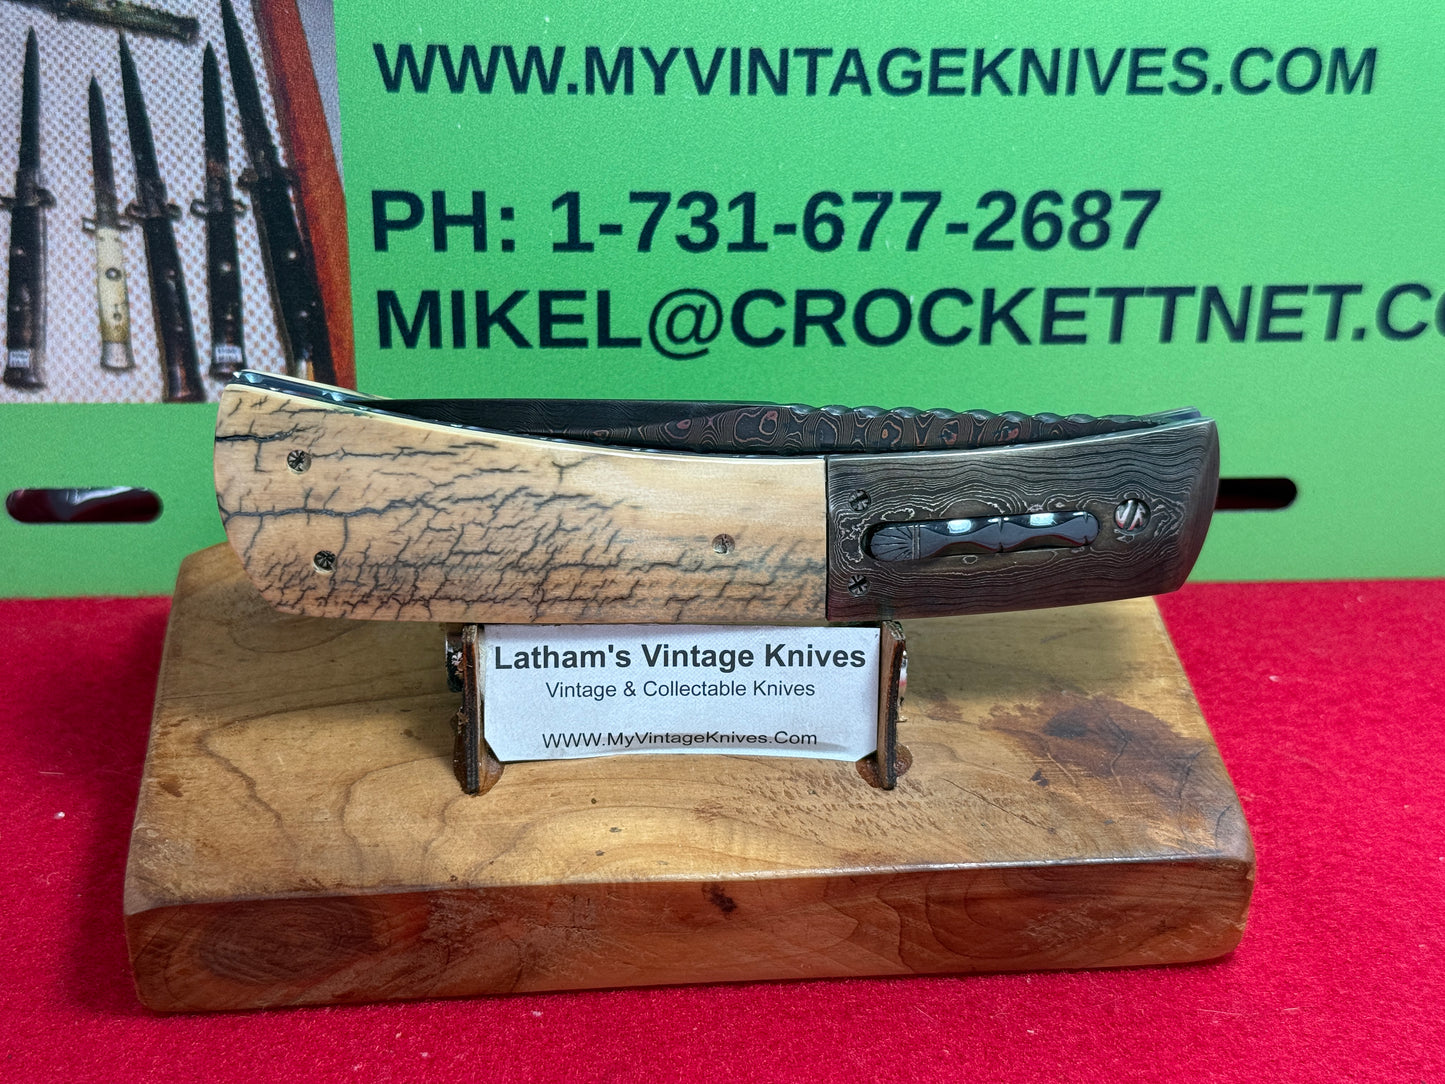 WWW.MYVINTAGEKNIVES.COM
PH: 1-731-677-2687
MIKEL@CROCKETTNET.CO
Latham's Vintage Knives
Vintage & Collectable Knives
WWW.MyVintageKnives.Com